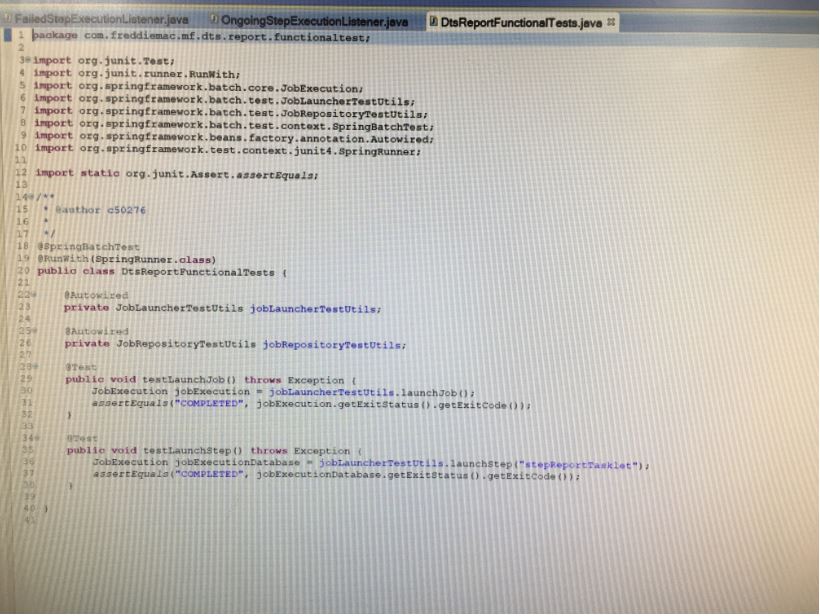 FailedStepExecutionListener.java OngoingStepExecutionListener.java DtsReportFunctionalTests.java
1 package com.freddiemac.mf.dts.report.functionaltest;
2
3 import org.junit.Test;
4 import org.junit.runner.RunWith;
5 import org.springframework.batch.core.JobExecution;
6 import org.springframework.batch.test.JobLauncherTestUtils;
7 import org.springframework.batch.test.JobRepositoryTestUtils;
8 import org.springframework.batch.test.context.SpringBatchTest;
9 import org.springframework.beans.factory.annotation.Autowired;
10 import org.springframework.test.context.junit4.SpringRunner;
11
12 import static org.junit.Assert.assertEquals;
13
14 /**
15 * @author c50276
16 *
17 */
18 @SpringBatchTest
19 @RunWith(SpringRunner.class)
20 public class DtsReportFunctionalTests {
21
22 @Autowired
23 private JobLauncherTestUtils jobLauncherTestUtils;
24
25 @Autowired
26 private JobRepositoryTestUtils jobRepositoryTestUtils;
27
28 @Test
29 public void testLaunchJob() throws Exception {
30 JobExecution jobExecution = jobLauncherTestUtils.launchJob();
31 assertEquals("COMPLETED", jobExecution.getExitStatus().getExitCode());
32 }
33
34 @Test
35 public void testLaunchStep() throws Exception {
36 JobExecution jobExecutionDatabase = jobLauncherTestUtils.launchStep("stepReportTasklet");
37 assertEquals("COMPLETED", jobExecutionDatabase.getExitStatus().getExitCode());
38 }
39
40 }
41